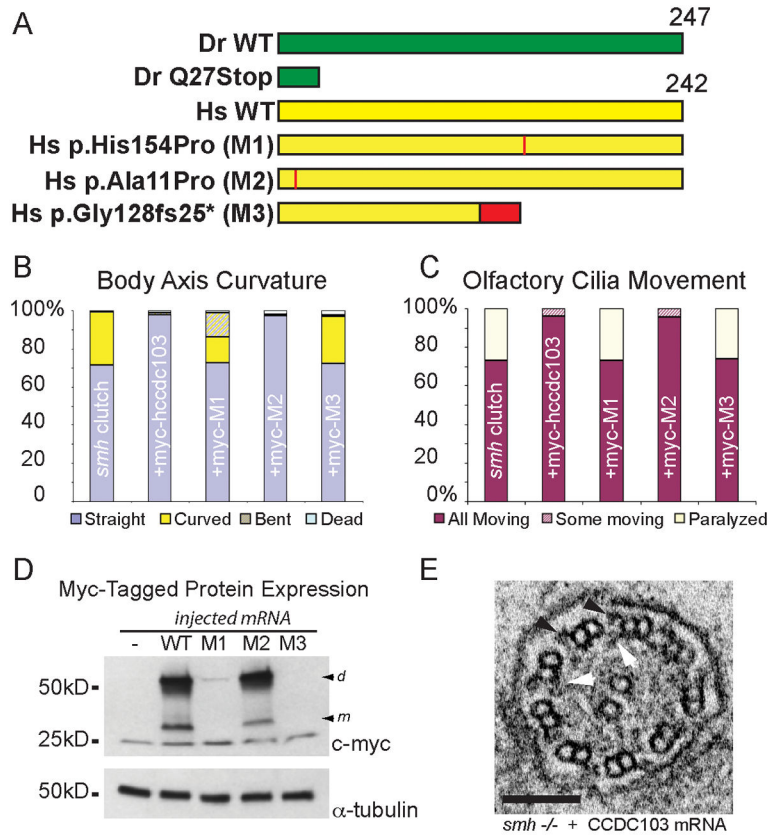 A
247
Dr WT
Dr Q27Stop
242
Hs WT
Hs p.His154Pro (M1)
Hs p.Ala11Pro (M2)
Hs p.Gly128fs25* (M3)
B
Body Axis Curvature
100%
80
60
40
20
0
smh clutch
+myc-hccdc103
+myc-M1
+myc-M2
+myc-M3
Straight Curved Bent Dead
C
Olfactory Cilia Movement
100%
80
60
40
20
0%
smh clutch
+myc-hccdc103
+myc-M1
+myc-M2
+myc-M3
All Moving Some moving Paralyzed
D
Myc-Tagged Protein Expression
injected mRNA
- WT M1 M2 M3
50kD
d
m
25kD
c-myc
50kD
α-tubulin
E
smh -/- + CCDC103 mRNA